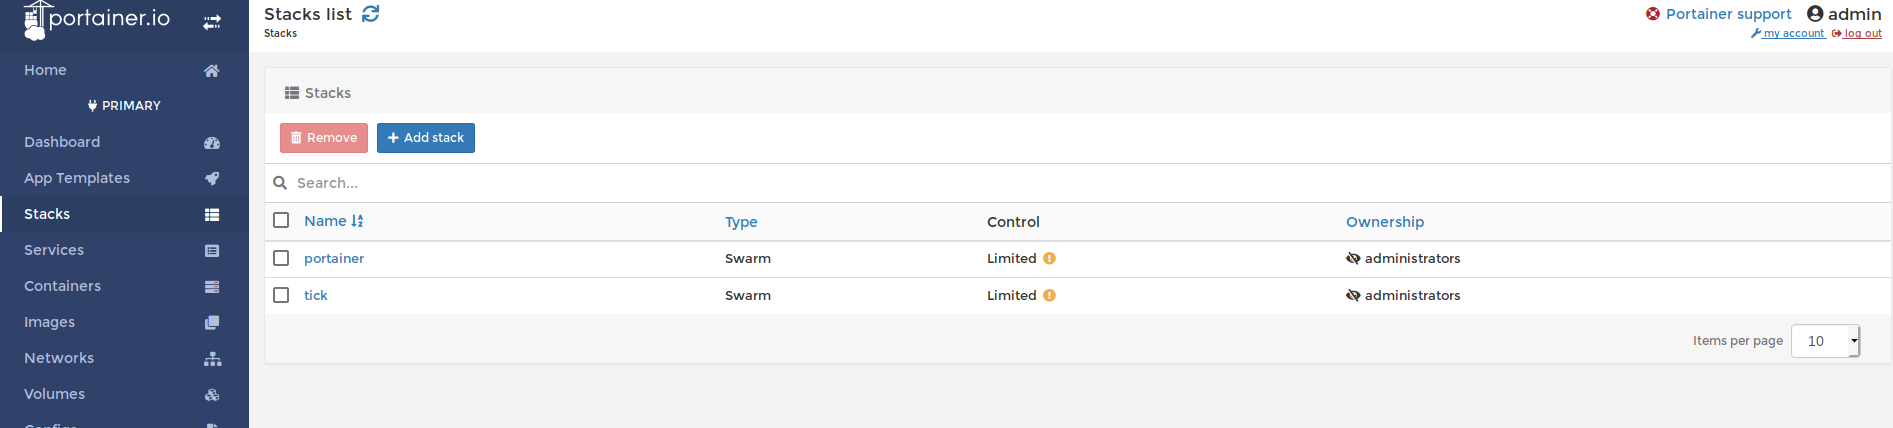 portainer.io
Stacks list
Stacks
Portainer support admin
my account log out
Home
PRIMARY
Dashboard
App Templates
Stacks
Services
Containers
Images
Networks
Volumes
Configs
Stacks
Remove Add stack
Search...
Name Type Control Ownership
portainer Swarm Limited administrators
tick Swarm Limited administrators
Items per page 10